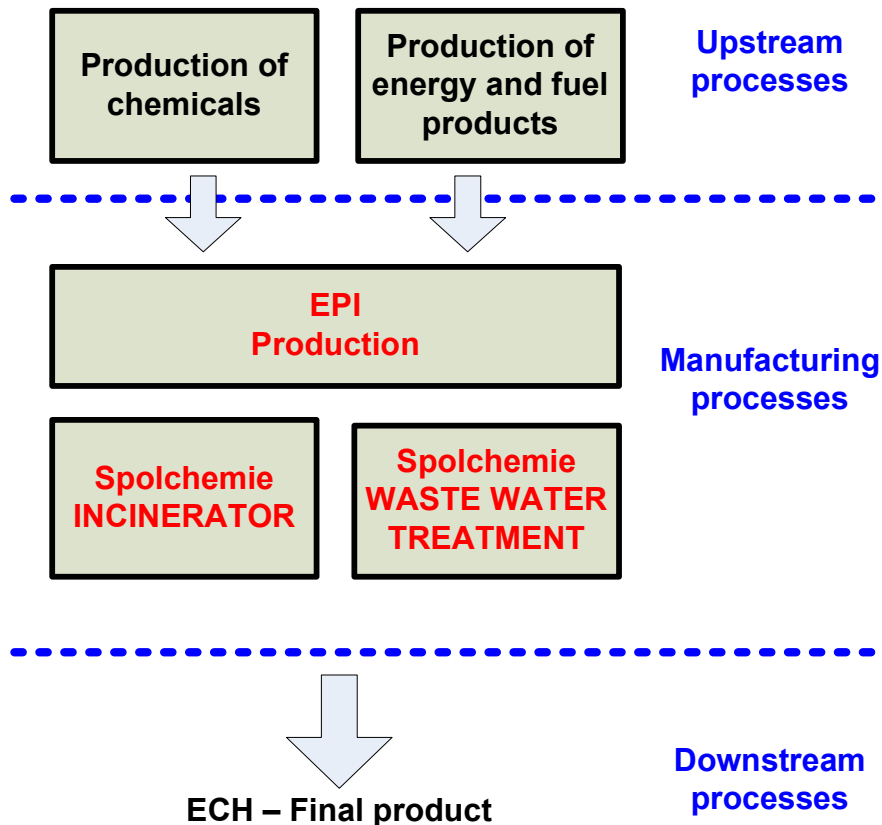 Production of
chemicals
Production of
energy and fuel
products
Upstream
processes
EPI
Production
Manufacturing
processes
Spolchemie
INCINERATOR
Spolchemie
WASTE WATER
TREATMENT
Downstream
processes
ECH – Final product